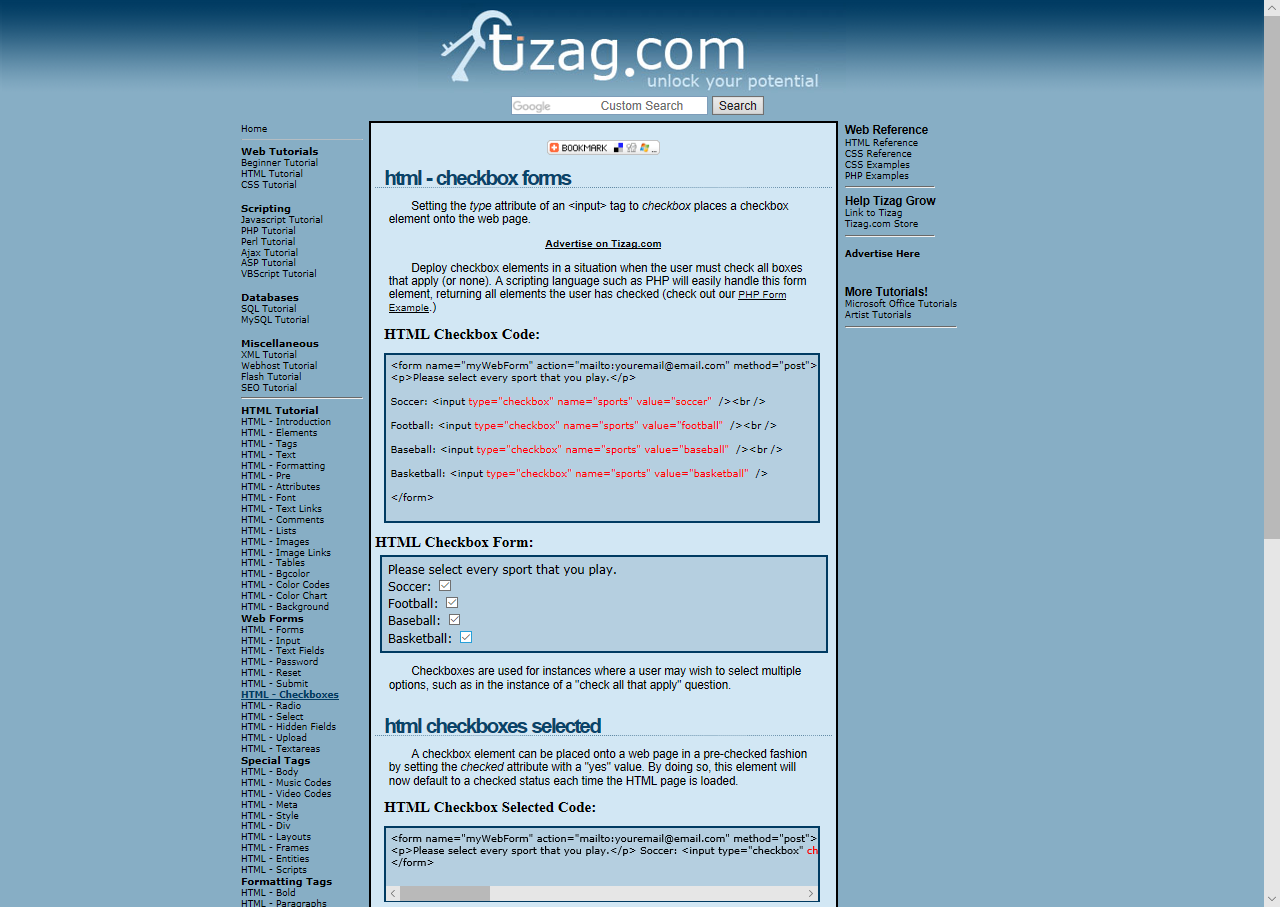 tizag.com
unlock your potential
Google Custom Search Search
Home
Web Tutorials
Beginner Tutorial
HTML Tutorial
CSS Tutorial
Scripting
Javascript Tutorial
PHP Tutorial
Perl Tutorial
Ajax Tutorial
ASP Tutorial
VBScript Tutorial
Databases
SQL Tutorial
MySQL Tutorial
Miscellaneous
XML Tutorial
Webhost Tutorial
Flash Tutorial
SEO Tutorial
HTML Tutorial
HTML - Introduction
HTML - Elements
HTML - Tags
HTML - Text
HTML - Formatting
HTML - Pre
HTML - Attributes
HTML - Font
HTML - Text Links
HTML - Comments
HTML - Lists
HTML - Images
HTML - Image Links
HTML - Tables
HTML - Bgcolor
HTML - Color Codes
HTML - Color Chart
HTML - Background
Web Forms
HTML - Forms
HTML - Input
HTML - Text Fields
HTML - Password
HTML - Reset
HTML - Submit
HTML - Checkboxes
HTML - Radio
HTML - Select
HTML - Hidden Fields
HTML - Upload
HTML - Textareas
Special Tags
HTML - Body
HTML - Music Codes
HTML - Video Codes
HTML - Meta
HTML - Style
HTML - Div
HTML - Layouts
HTML - Frames
HTML - Entities
HTML - Scripts
Formatting Tags
HTML - Bold
HTML - Paragraphs
BOOKMARK ...
html - checkbox forms
Setting the type attribute of an <input> tag to checkbox places a checkbox
element onto the web page.
Advertise on Tizag.com
Deploy checkbox elements in a situation when the user must check all boxes
that apply (or none). A scripting language such as PHP will easily handle this form
element, returning all elements the user has checked (check out our PHP Form
Example.)
HTML Checkbox Code:
<form name="myWebForm" action="mailto:youremail@email.com" method="post">
<p>Please select every sport that you play.</p>
Soccer: <input type="checkbox" name="sports" value="soccer" /><br />
Football: <input type="checkbox" name="sports" value="football" /><br />
Baseball: <input type="checkbox" name="sports" value="baseball" /><br />
Basketball: <input type="checkbox" name="sports" value="basketball" />
</form>
HTML Checkbox Form:
Please select every sport that you play.
Soccer:
Football:
Baseball:
Basketball:
Checkboxes are used for instances where a user may wish to select multiple
options, such as in the instance of a "check all that apply" question.
html checkboxes selected
A checkbox element can be placed onto a web page in a pre-checked fashion
by setting the checked attribute with a "yes" value. By doing so, this element will
now default to a checked status each time the HTML page is loaded.
HTML Checkbox Selected Code:
<form name="myWebForm" action="mailto:youremail@email.com" method="post">
<p>Please select every sport that you play.</p> Soccer: <input type="checkbox" ch
</form>
Web Reference
HTML Reference
CSS Reference
CSS Examples
PHP Examples
Help Tizag Grow
Link to Tizag
Tizag.com Store
Advertise Here
More Tutorials!
Microsoft Office Tutorials
Artist Tutorials